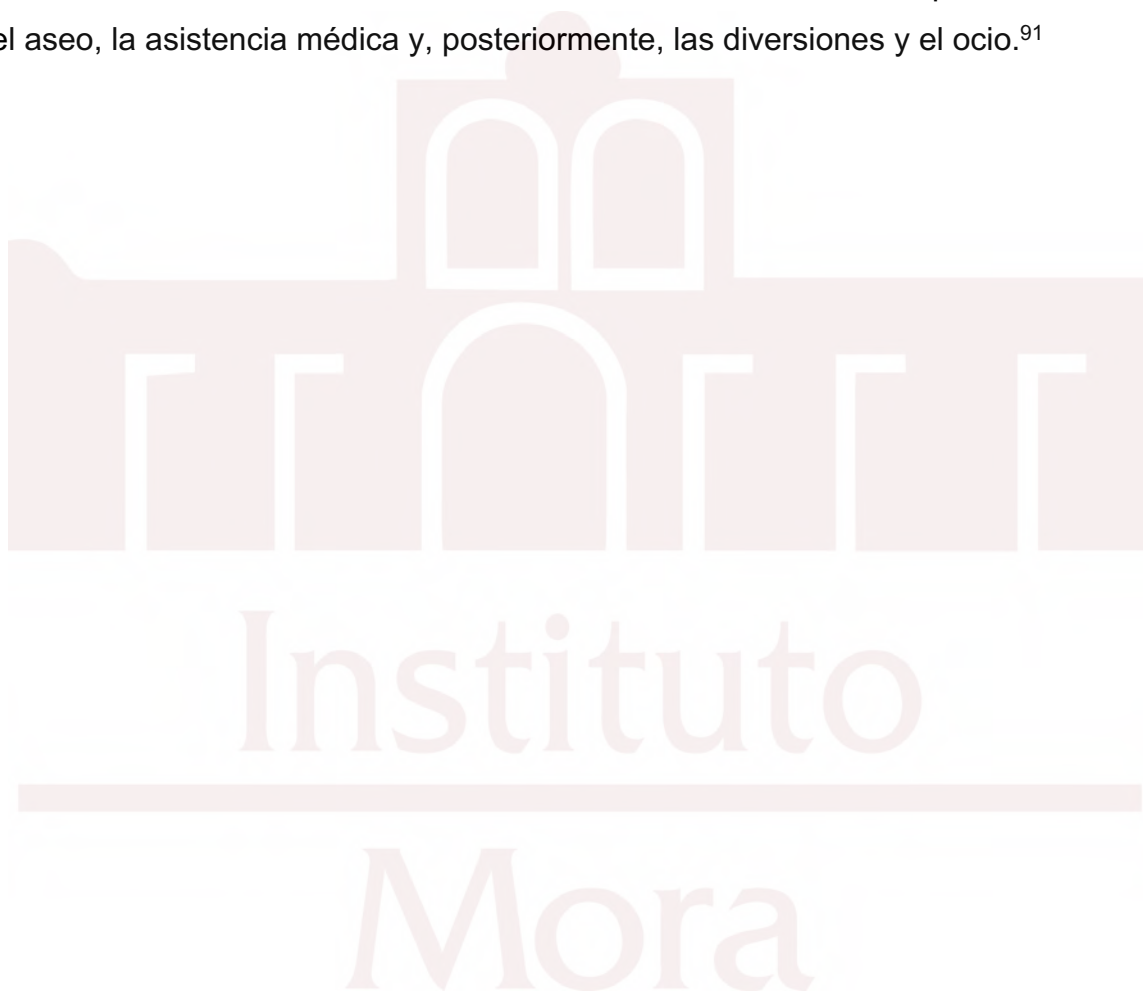 el aseo, la asistencia médica y, posteriormente, las diversiones y el ocio.91
Instituto
Mora